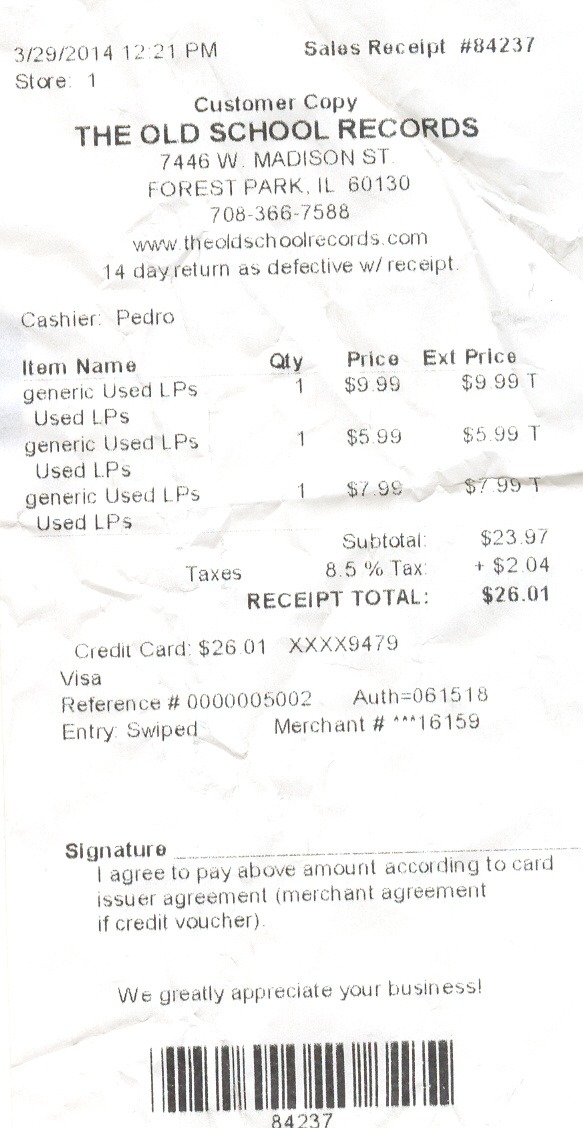 3/29/2014 12:21 PM Sales Receipt #84237
Store: 1
Customer Copy
THE OLD SCHOOL RECORDS
7446 W. MADISON ST.
FOREST PARK, IL 60130
708-366-7588
www.theoldschoolrecords.com
14 day return as defective w/ receipt.
Cashier: Pedro
Item Name Qty Price Ext Price
generic Used LPs 1 $9.99 $9.99 T
Used LPs
generic Used LPs 1 $5.99 $5.99 T
Used LPs
generic Used LPs 1 $7.99 $7.99 T
Used LPs
Subtotal: $23.97
Taxes 8.5 % Tax: + $2.04
RECEIPT TOTAL: $26.01
Credit Card: $26.01 XXXX9479
Visa
Reference # 0000005002 Auth=061518
Entry: Swiped Merchant # ***16159
Signature
I agree to pay above amount according to card
issuer agreement (merchant agreement
if credit voucher).
We greatly appreciate your business!
84237